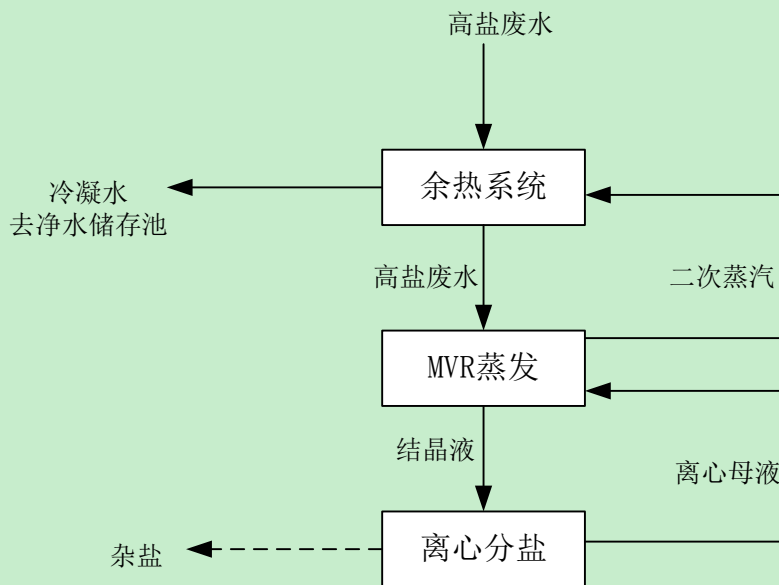 高盐废水
余热系统
冷凝水
去净水储存池
高盐废水
二次蒸汽
MVR蒸发
结晶液
离心母液
离心分盐
杂盐